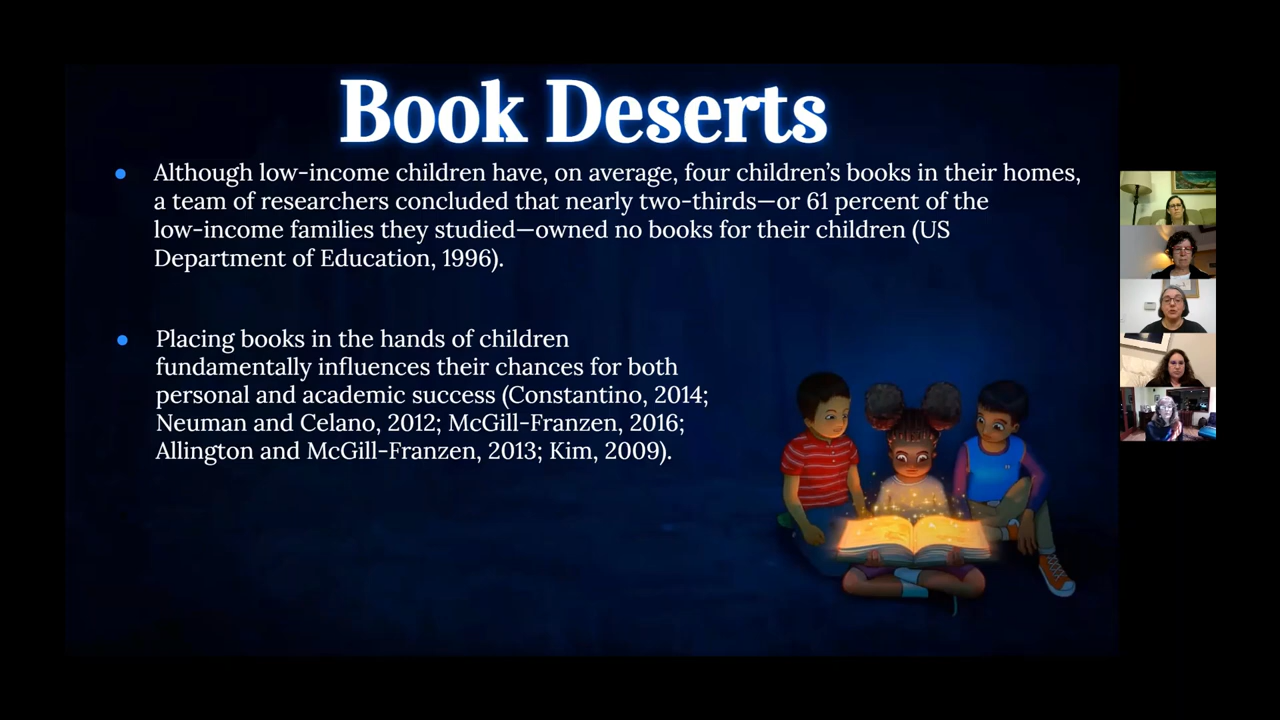 Book Deserts
Although low-income children have, on average, four children’s books in their homes,
a team of researchers concluded that nearly two-thirds—or 61 percent of the
low-income families they studied—owned no books for their children (US
Department of Education, 1996).
Placing books in the hands of children
fundamentally influences their chances for both
personal and academic success (Constantino, 2014;
Neuman and Celano, 2012; McGill-Franzen, 2016;
Allington and McGill-Franzen, 2013; Kim, 2009).